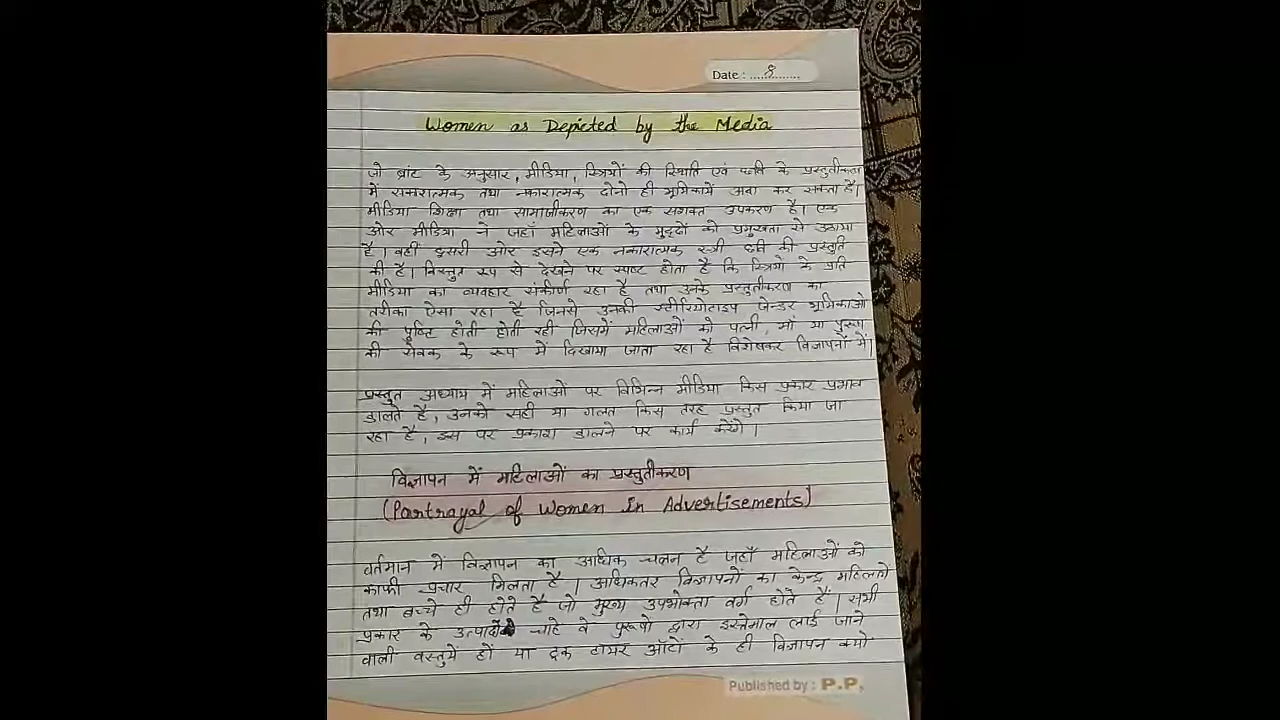 Date : ....8........
Women as Depicted by the Media
जो ब्रांट के अनुसार, मीडिया, स्त्रियों की स्थिति एवं छवि के प्रस्तुतीकरण
में सकारात्मक तथा नकारात्मक दोनो ही भूमिकायें अदा कर सकता है।
मीडिया शिक्षा तथा सामाजीकरण का एक सशक्त उपकरण है। एक
ओर मीडिया ने जहाँ महिलाओं के मुद्दों को प्रमुखता से उठाया
है। वहीं दूसरी ओर इसने एक नकारात्मक स्त्री छवि की प्रस्तुति
की है। विस्तृत रूप से देखने पर स्पष्ट होता है कि स्त्रियों के प्रति
मीडिया का व्यवहार संकीर्ण रहा है तथा उनके प्रस्तुतीकरण का
तरीका ऐसा रहा है जिनसे उनकी स्टीरियोटाइप जेन्डर भूमिकाओं
की पुष्टि होती होती रही जिसमें महिलाओं को पत्नी, माँ या पुरूष
की सेवक के रूप में दिखाया जाता रहा है विशेषकर विज्ञापनों में।
प्रस्तुत अध्याय में महिलाओं पर विभिन्न मीडिया किस प्रकार प्रभाव
डालते है, उनको सही या गलत किस तरह प्रस्तुत किया जा
रहा है, इस पर प्रकाश डालने पर कार्य करेंगे।
विज्ञापन में महिलाओं का प्रस्तुतीकरण
(Partrayal of Women In Advertisements)
वर्तमान में विज्ञापन का अधिक चलन है जहाँ महिलाओं को
काफी प्रचार मिलता है। अधिकतर विज्ञापनों का केन्द्र महिलायें
तथा बच्चे ही होते है जो मुख्य उपभोक्ता वर्ग होते हैं। सभी
प्रकार के उत्पादों चाहे वे पुरूषो द्वारा इस्तेमाल लाई जाने
वाली वस्तुयें हों या ट्रक टायर ऑटों के ही विज्ञापन क्यों
Published by : P.P.